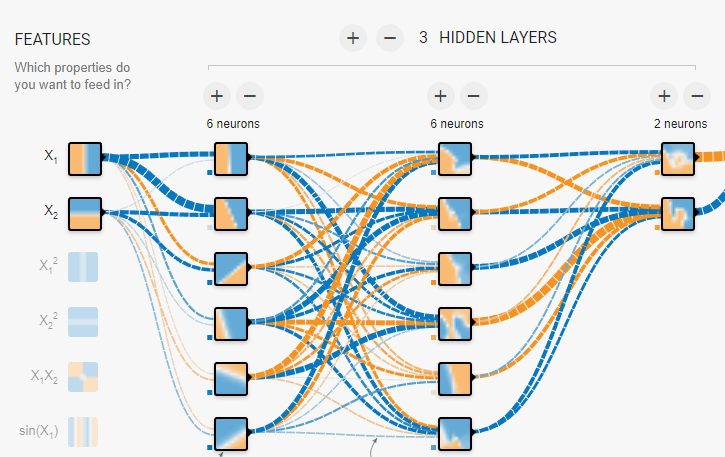 FEATURES
+ − 3 HIDDEN LAYERS
Which properties do
you want to feed in?
+ − + − + −
6 neurons 6 neurons 2 neurons
X₁
X₂
X₁²
X₂²
X₁X₂
sin(X₁)